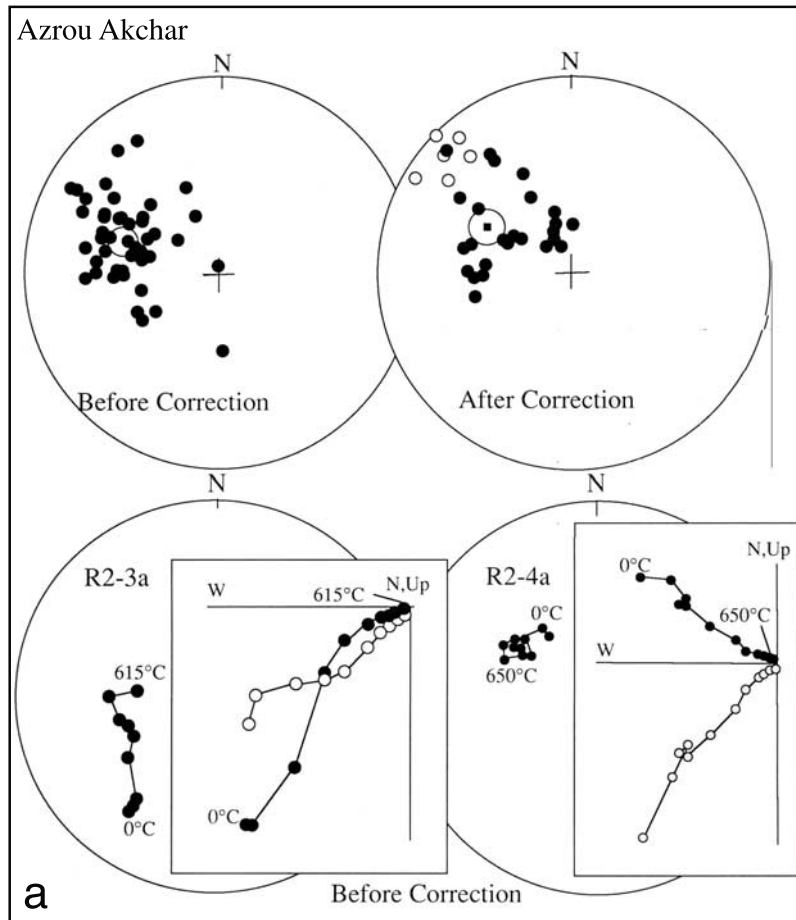 Azrou Akchar
N
N
Before Correction
After Correction
N
R2-3a
615°C
0°C
W
615°C
N,Up
0°C
R2-4a
0°C
650°C
N,Up
0°C
650°C
W
Before Correction
a